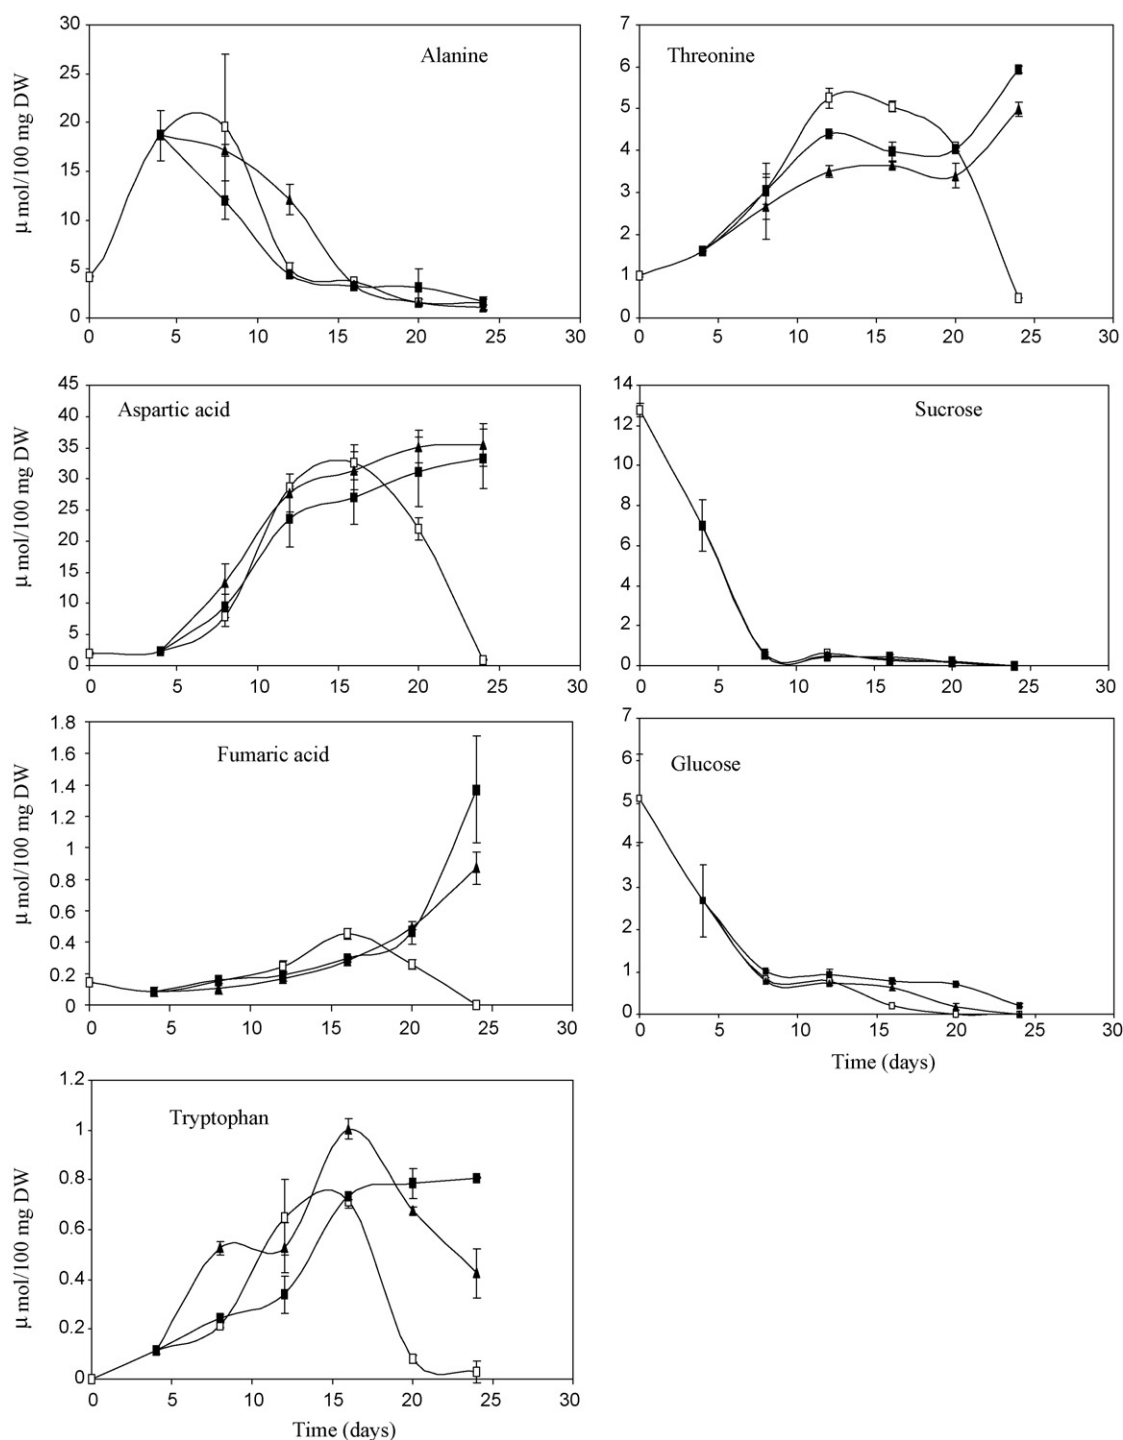 Alanine
μ mol/100 mg DW
30
25
20
15
10
5
0
0 5 10 15 20 25 30
Threonine
7
6
5
4
3
2
1
0
0 5 10 15 20 25 30
Aspartic acid
μ mol/100 mg DW
45
40
35
30
25
20
15
10
5
0
0 5 10 15 20 25 30
Sucrose
14
12
10
8
6
4
2
0
0 5 10 15 20 25 30
Fumaric acid
μ mol/100 mg DW
1.8
1.6
1.4
1.2
1
0.8
0.6
0.4
0.2
0
0 5 10 15 20 25 30
Glucose
7
6
5
4
3
2
1
0
0 5 10 15 20 25 30
Time (days)
Tryptophan
μ mol/100 mg DW
1.2
1
0.8
0.6
0.4
0.2
0
0 5 10 15 20 25 30
Time (days)